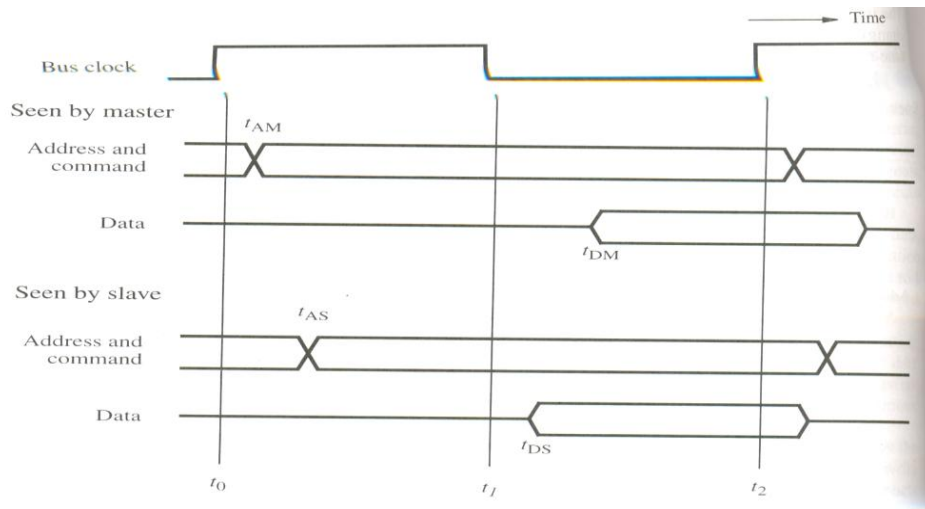 Time
Bus clock
Seen by master
tAM
Address and
command
Data
tDM
Seen by slave
tAS
Address and
command
Data
tDS
t0
t1
t2